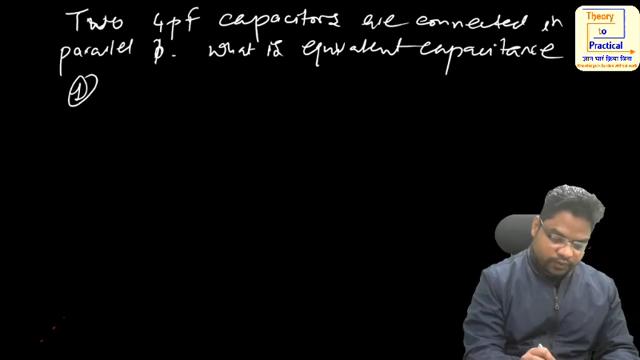 Two 4pf capacitors are connected in
parallel. What is equivalent capacitance
①
Theory
to
Practical
ज्ञान भारं क्रिया बिना